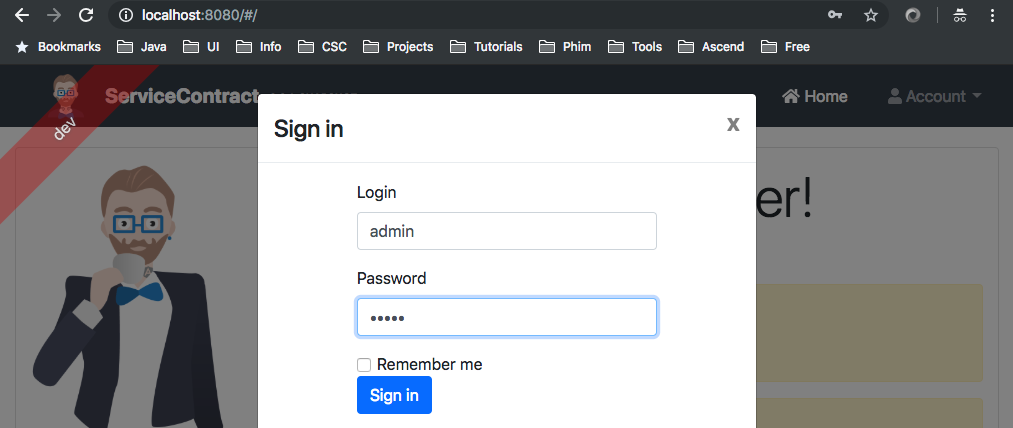 localhost:8080/#/
Bookmarks Java UI Info CSC Projects Tutorials Phim Tools Ascend Free
dev
ServiceContract
Home Account
Sign in
X
er!
Login
admin
Password
•••••
Remember me
Sign in